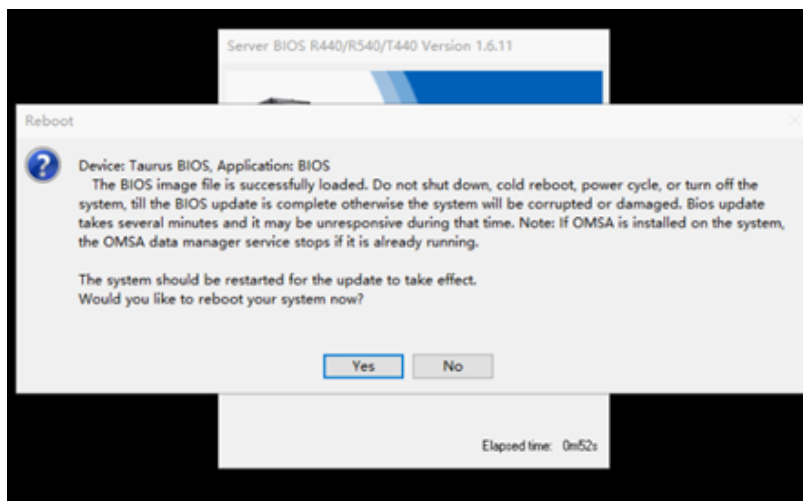 Server BIOS R440/R540/T440 Version 1.6.11
Reboot
Device: Taurus BIOS, Application: BIOS
The BIOS image file is successfully loaded. Do not shut down, cold reboot, power cycle, or turn off the
system, till the BIOS update is complete otherwise the system will be corrupted or damaged. Bios update
takes several minutes and it may be unresponsive during that time. Note: If OMSA is installed on the system,
the OMSA data manager service stops if it is already running.
The system should be restarted for the update to take effect.
Would you like to reboot your system now?
Yes
No
Elapsed time: 0m52s